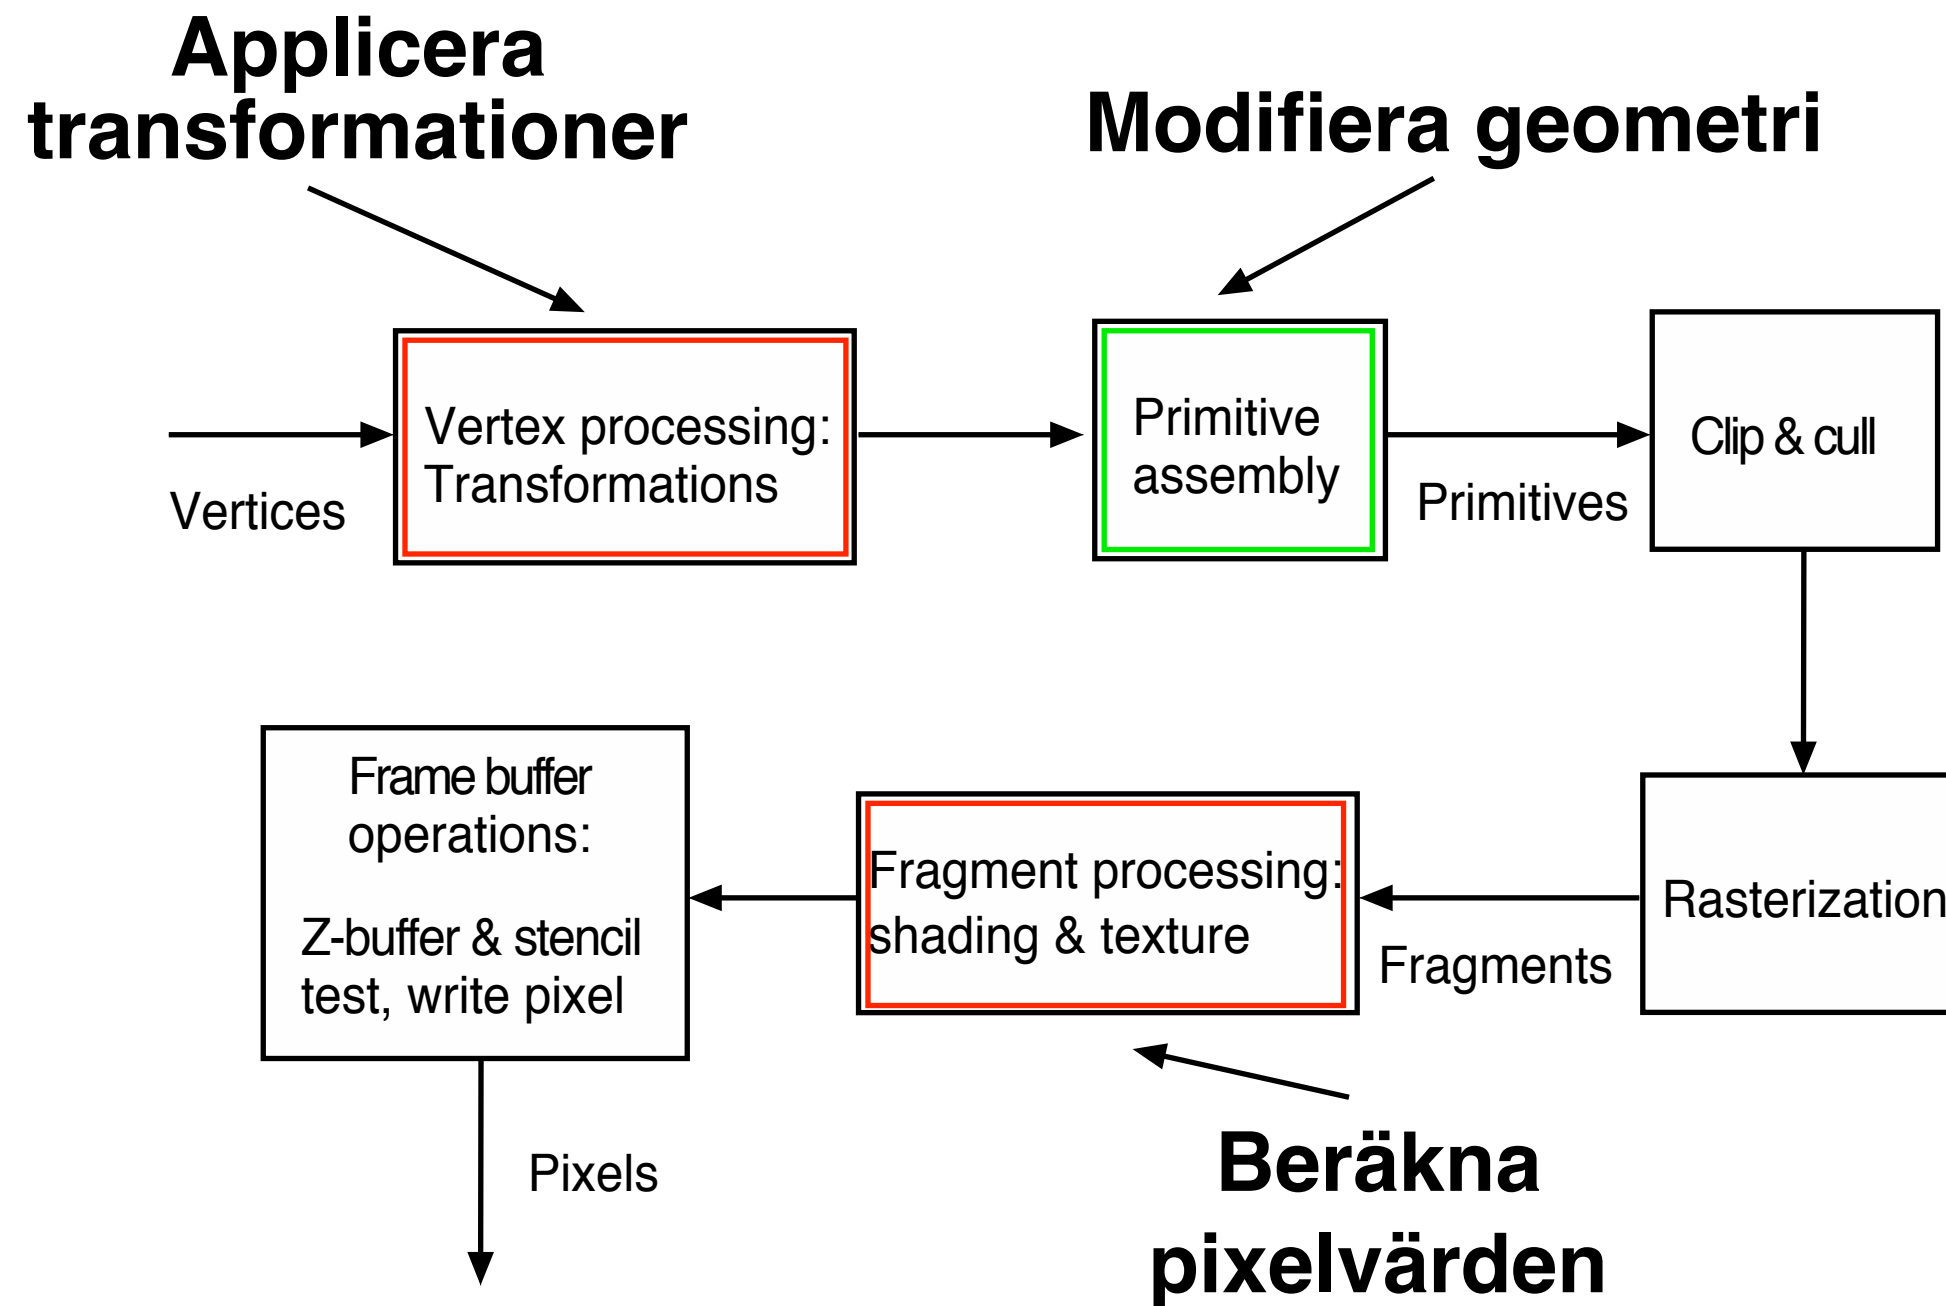 Applicera
transformationer
Modifiera geometri
Vertices
Vertex processing:
Transformations
Primitive
assembly
Primitives
Clip & cull
Rasterization
Fragments
Fragment processing:
shading & texture
Frame buffer
operations:
Z-buffer & stencil
test, write pixel
Pixels
Beräkna
pixelvärden